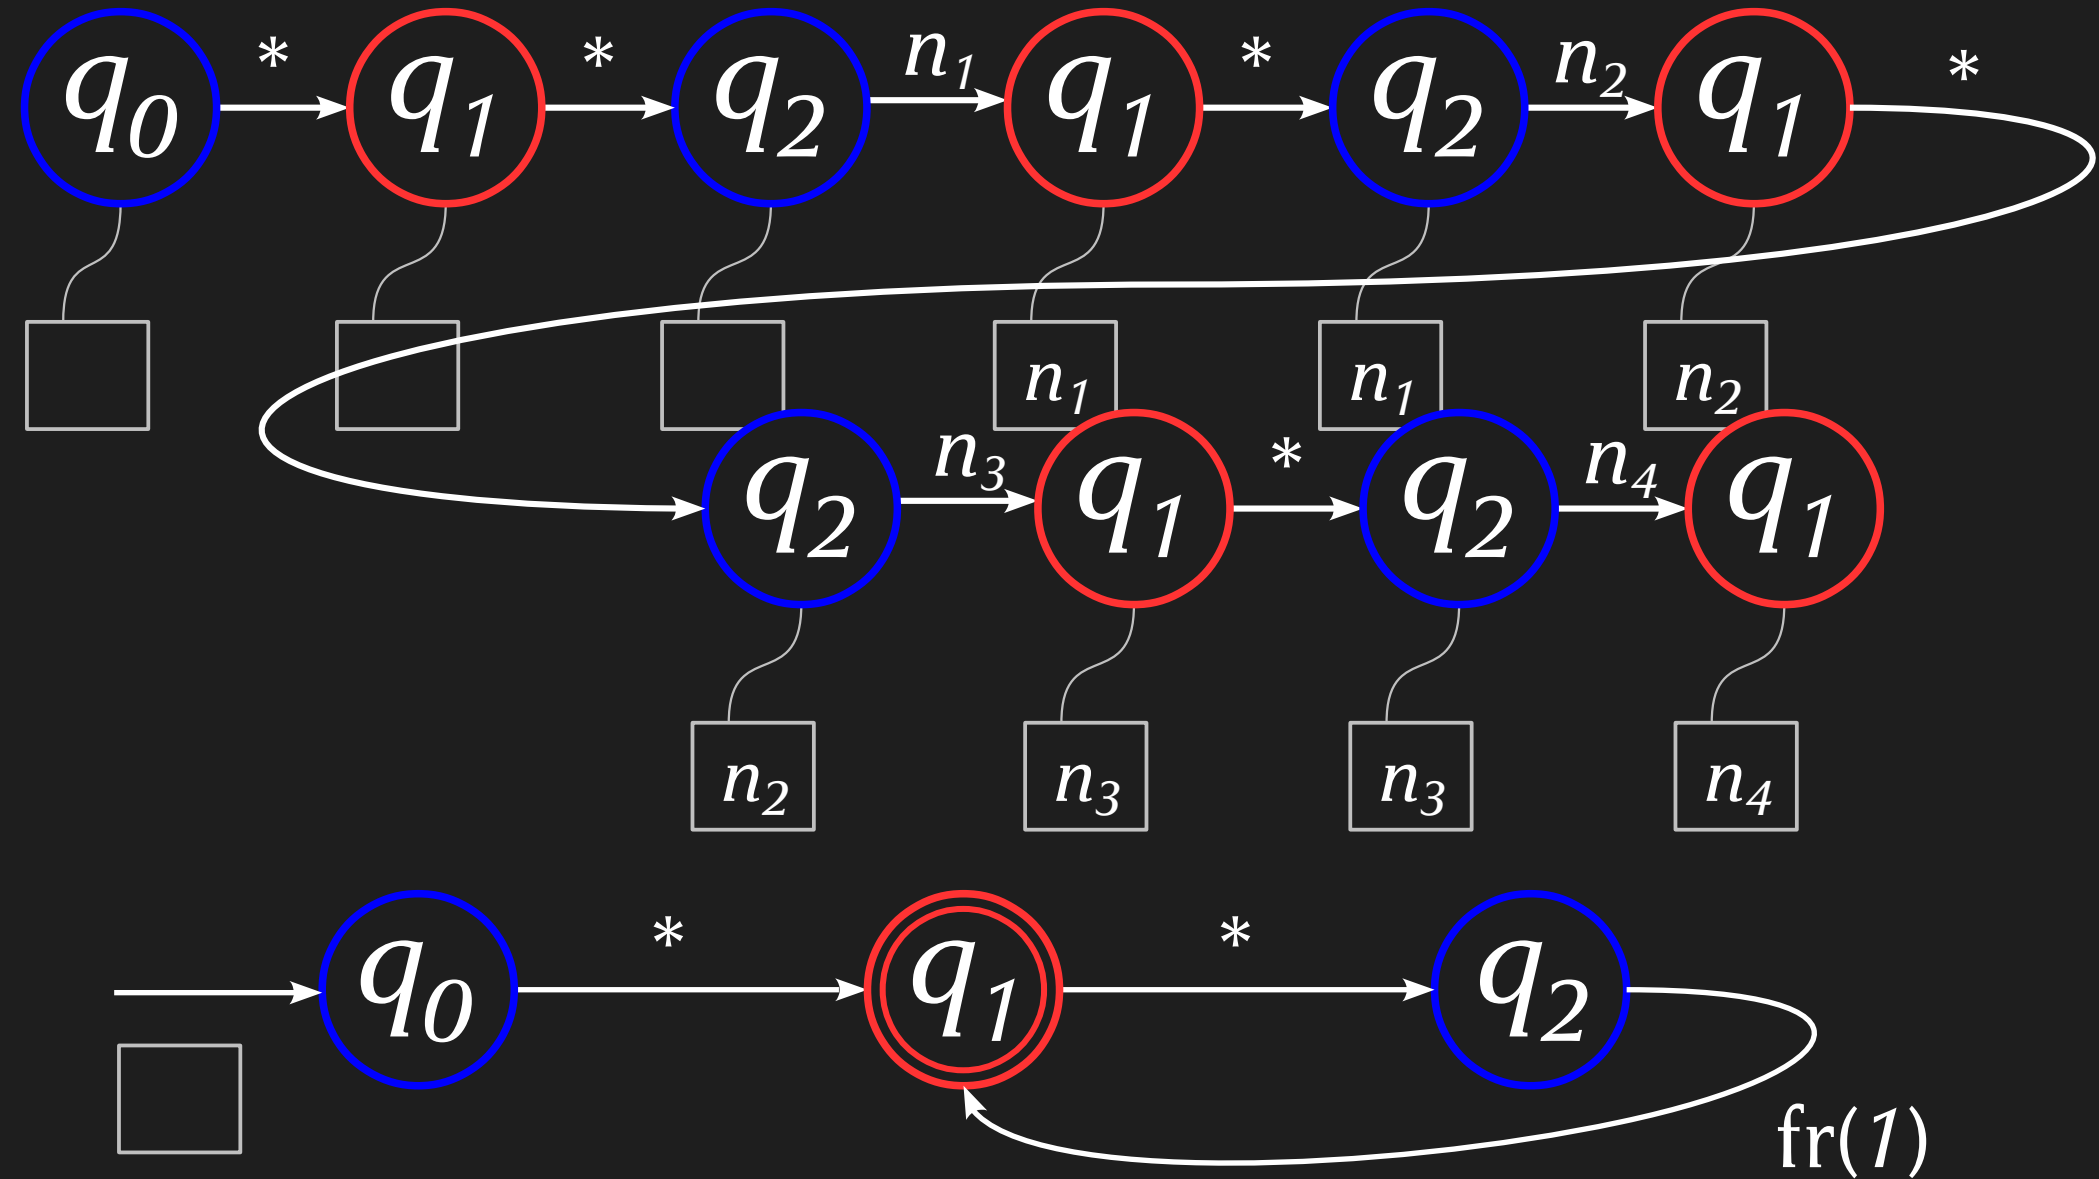 q0 * q1 * q2 n1 q1 * q2 n2 q1 *
n1 n1 n2
q2 n3 q1 * q2 n4 q1
n2 n3 n3 n4
q0 * q1 * q2
fr(1)